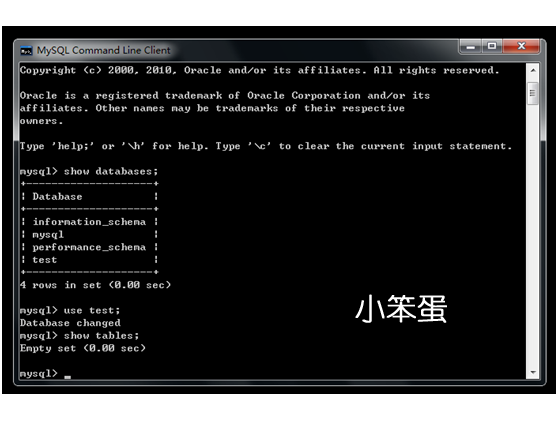 MySQL Command Line Client
Copyright (c) 2000, 2010, Oracle and/or its affiliates. All rights reserved.
Oracle is a registered trademark of Oracle Corporation and/or its
affiliates. Other names may be trademarks of their respective
owners.
Type 'help;' or '\h' for help. Type '\c' to clear the current input statement.
mysql> show databases;
+--------------------+
| Database           |
+--------------------+
| information_schema |
| mysql              |
| performance_schema |
| test               |
+--------------------+
4 rows in set (0.00 sec)
mysql> use test;
Database changed
mysql> show tables;
Empty set (0.00 sec)
小笨蛋
mysql> _